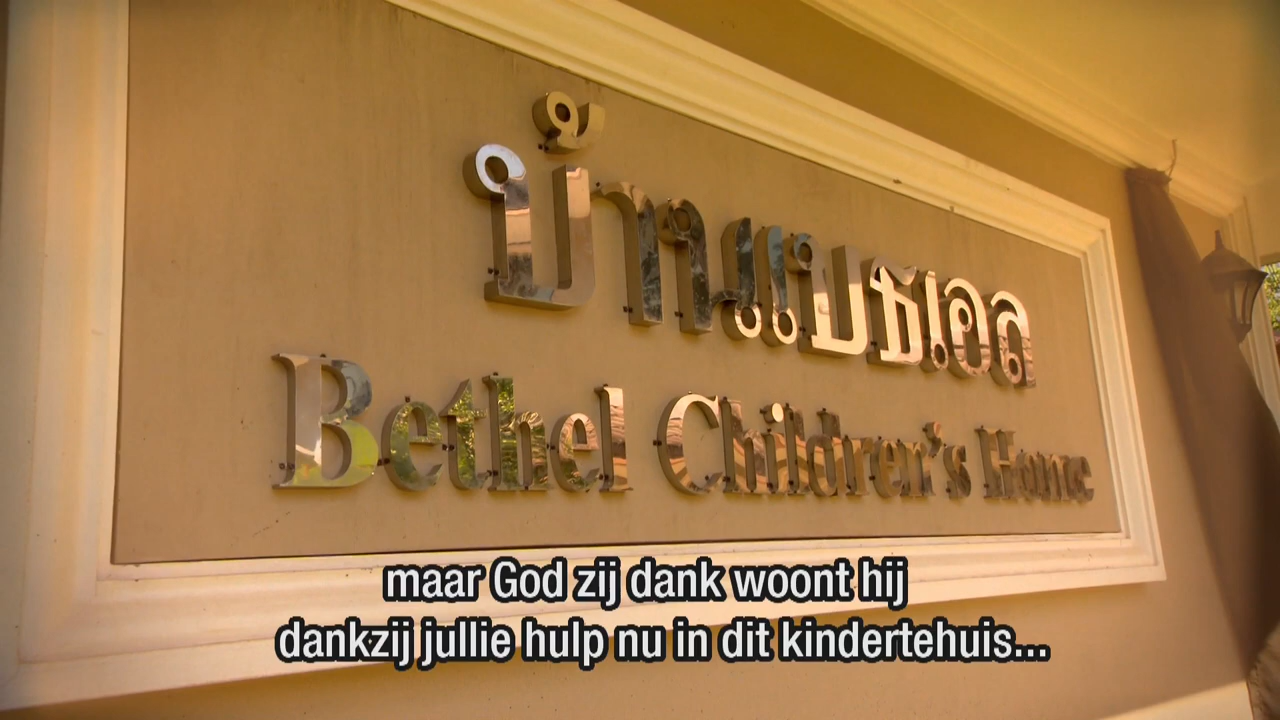 บ้านเบธเอล
Bethel Children's Home
maar God zij dank woont hij
dankzij jullie hulp nu in dit kindertehuis...